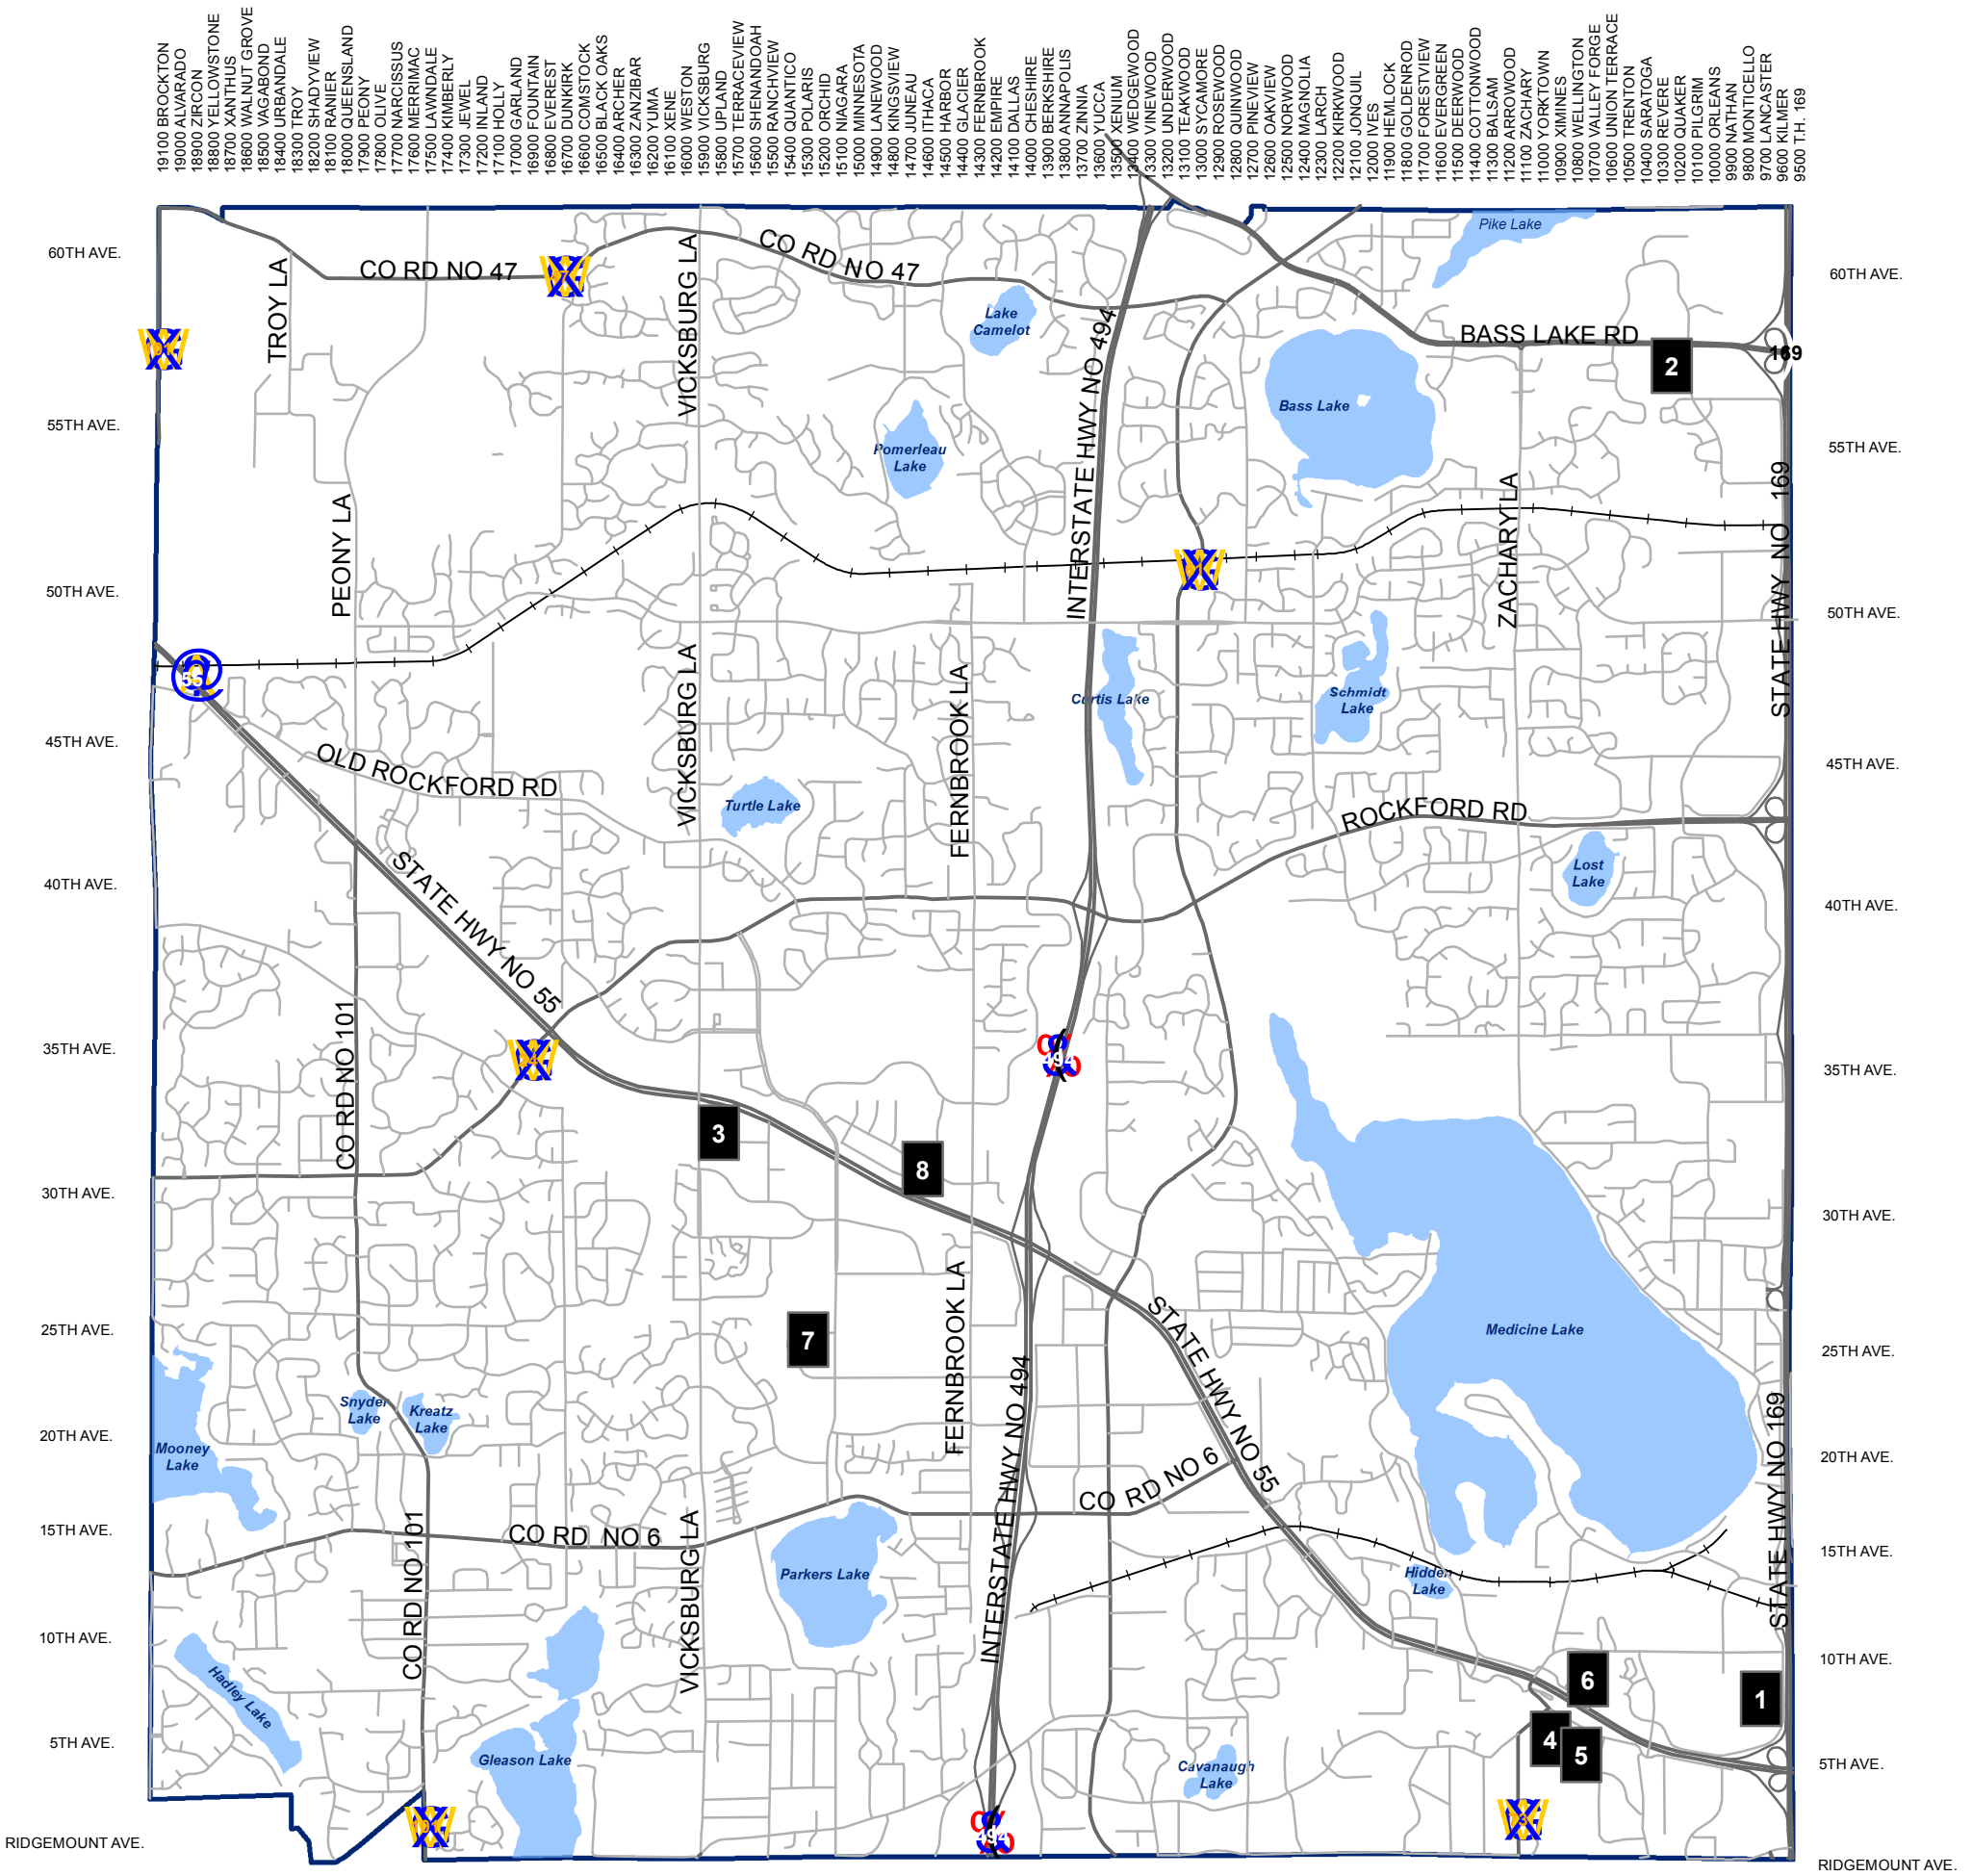 19100 BROCKTON
19000 ALVARADO
18900 ZIRCON
18800 YELLOWSTONE
18700 XANTHUS
18600 WALNUT GROVE
18500 VAGABOND
18400 URBANDALE
18300 TROY
18200 SHADYVIEW
18100 RANIER
18000 QUEENSLAND
17900 PEONY
17800 OLIVE
17700 NARCISSUS
17600 MERRIMAC
17500 LAWNDALE
17400 KIMBERLY
17300 JEWEL
17200 INLAND
17100 HOLLY
17000 GARLAND
16900 FOUNTAIN
16800 EVEREST
16700 DUNKIRK
16600 COMSTOCK
16500 BLACK OAKS
16400 ARCHER
16300 ZANZIBAR
16200 YUMA
16100 XENE
16000 WESTON
15900 VICKSBURG
15800 UPLAND
15700 TERRACEVIEW
15600 SHENANDOAH
15500 RANCHVIEW
15400 QUANTICO
15300 POLARIS
15200 ORCHID
15100 NIAGARA
15000 MINNESOTA
14900 LANEWOOD
14800 KINGSVIEW
14700 JUNEAU
14600 ITHACA
14500 HARBOR
14400 GLACIER
14300 FERNBROOK
14200 EMPIRE
14100 DALLAS
14000 CHESHIRE
13900 BERKSHIRE
13800 ANNAPOLIS
13700 ZINNIA
13600 YUCCA
13500 XENIUM
13400 WEDGEWOOD
13300 VINEWOOD
13200 UNDERWOOD
13100 TEAKWOOD
13000 SYCAMORE
12900 ROSEWOOD
12800 QUINWOOD
12700 PINEVIEW
12600 OAKVIEW
12500 NORWOOD
12400 MAGNOLIA
12300 LARCH
12200 KIRKWOOD
12100 JONQUIL
12000 IVES
11900 HEMLOCK
11800 GOLDENROD
11700 FORESTVIEW
11600 EVERGREEN
11500 DEERWOOD
11400 COTTONWOOD
11300 BALSAM
11200 ARROWOOD
11100 ZACHARY
11000 YORKTOWN
10900 XIMINES
10800 WELLINGTON
10700 VALLEY FORGE
10600 UNION TERRACE
10500 TRENTON
10400 SARATOGA
10300 REVERE
10200 QUAKER
10100 PILGRIM
10000 ORLEANS
9900 NATHAN
9800 MONTICELLO
9700 LANCASTER
9600 KILMER
9500 T.H. 169
60TH AVE.
55TH AVE.
50TH AVE.
45TH AVE.
40TH AVE.
35TH AVE.
30TH AVE.
25TH AVE.
20TH AVE.
15TH AVE.
10TH AVE.
5TH AVE.
RIDGEMOUNT AVE.
60TH AVE.
55TH AVE.
50TH AVE.
45TH AVE.
40TH AVE.
35TH AVE.
30TH AVE.
25TH AVE.
20TH AVE.
15TH AVE.
10TH AVE.
5TH AVE.
RIDGEMOUNT AVE.
Pike Lake
CO RD NO 47
CO RD NO 47
TROY LA
VICKSBURG LA
Lake
Camelot
INTERSTATE HWY NO 494
BASS LAKE RD
169
2
Bass Lake
Pomerleau
Lake
PEONY LA
ZACHARY LA
STATE HWY NO 169
55
VICKSBURG LA
FERNBROOK LA
Curtis Lake
Schmidt
Lake
OLD ROCKFORD RD
Turtle Lake
ROCKFORD RD
Lost
Lake
STATE HWY NO 55
CO RD NO 101
494
3
8
FERNBROOK LA
STATE HWY NO 55
Medicine Lake
7
INTERSTATE HWY NO 494
Snyder
Lake
Kreatz
Lake
Mooney
Lake
CO RD NO 6
STATE HWY NO 169
CO RD NO 6
CO RD NO 101
VICKSBURG LA
Parkers Lake
Hidden
Lake
Hadley Lake
6
1
4
5
Gleason Lake
Cavanaugh
Lake
494